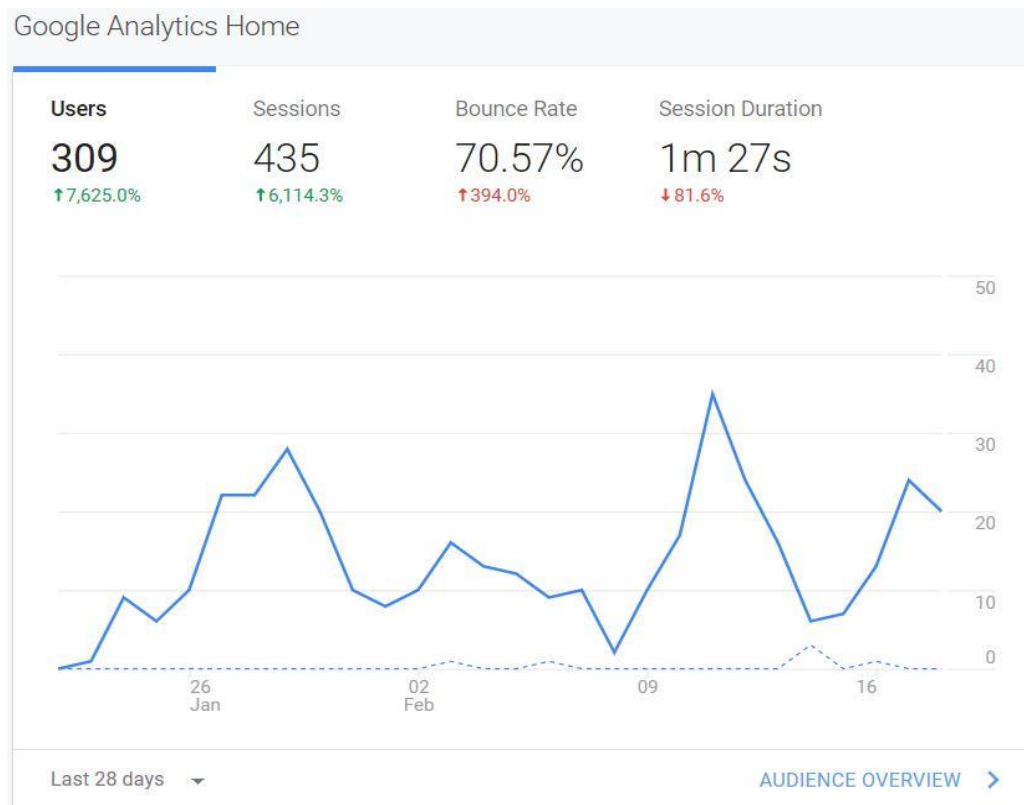 Google Analytics Home
Users Sessions Bounce Rate Session Duration
309 435 70.57% 1m 27s
↑7,625.0% ↑6,114.3% ↑394.0% ↓81.6%
50
40
30
20
10
0
26 02 09 16
Jan Feb
Last 28 days AUDIENCE OVERVIEW